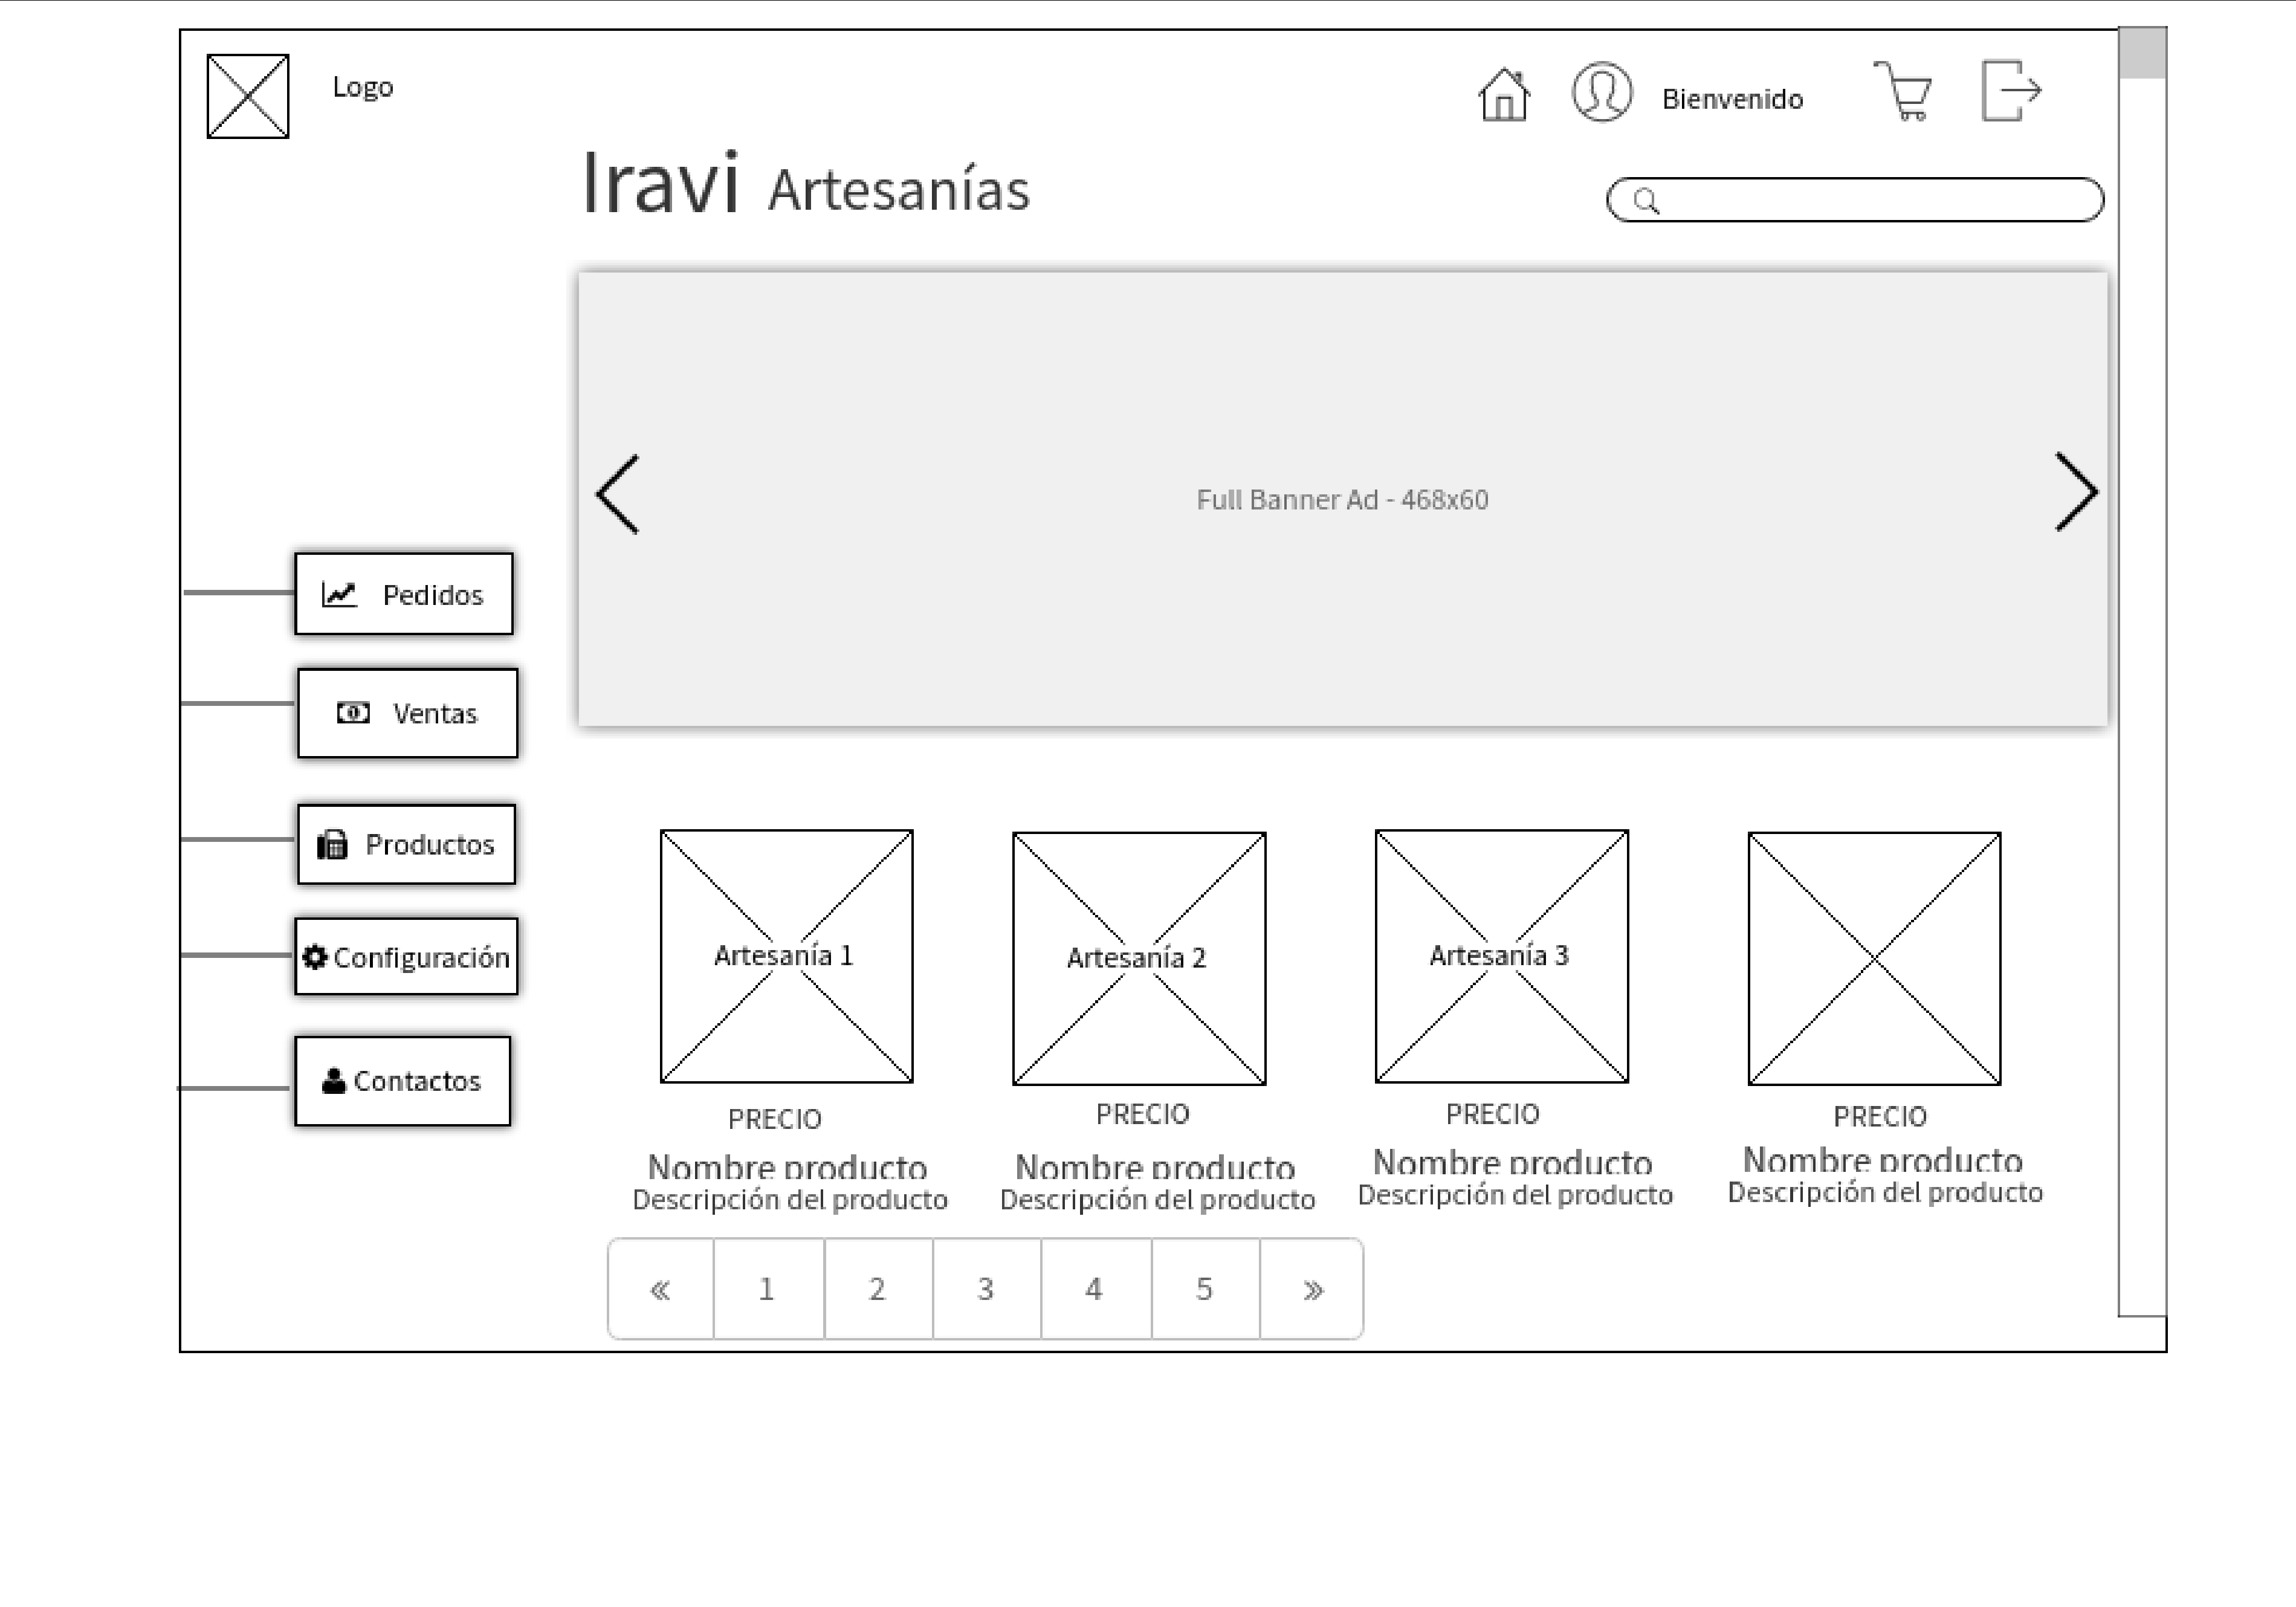 Logo
Bienvenido
Iravi Artesanías
Full Banner Ad - 468x60
Pedidos
Ventas
Productos
Configuración
Contactos
Artesanía 1
Artesanía 2
Artesanía 3
PRECIO
PRECIO
PRECIO
PRECIO
Nombre producto
Nombre producto
Nombre producto
Nombre producto
Descripción del producto
Descripción del producto
Descripción del producto
Descripción del producto
« 1 2 3 4 5 »